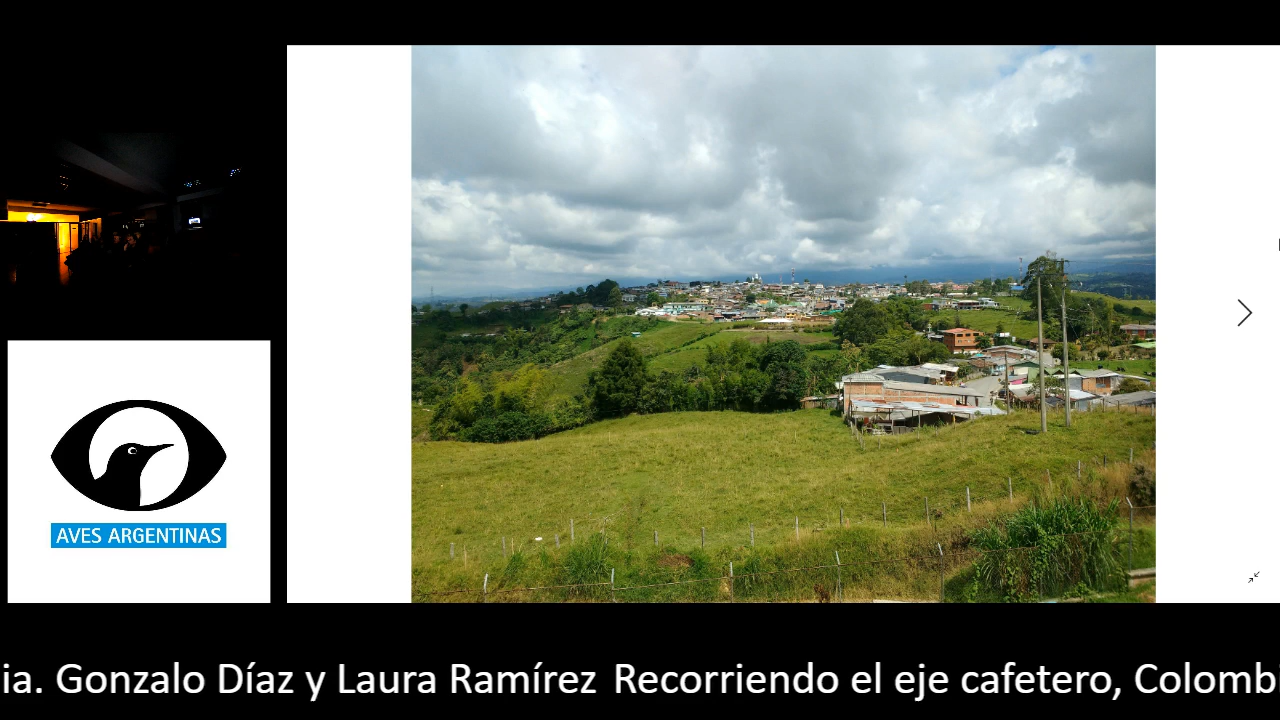 AVES ARGENTINAS
ia. Gonzalo Díaz y Laura Ramírez Recorriendo el eje cafetero, Colomb